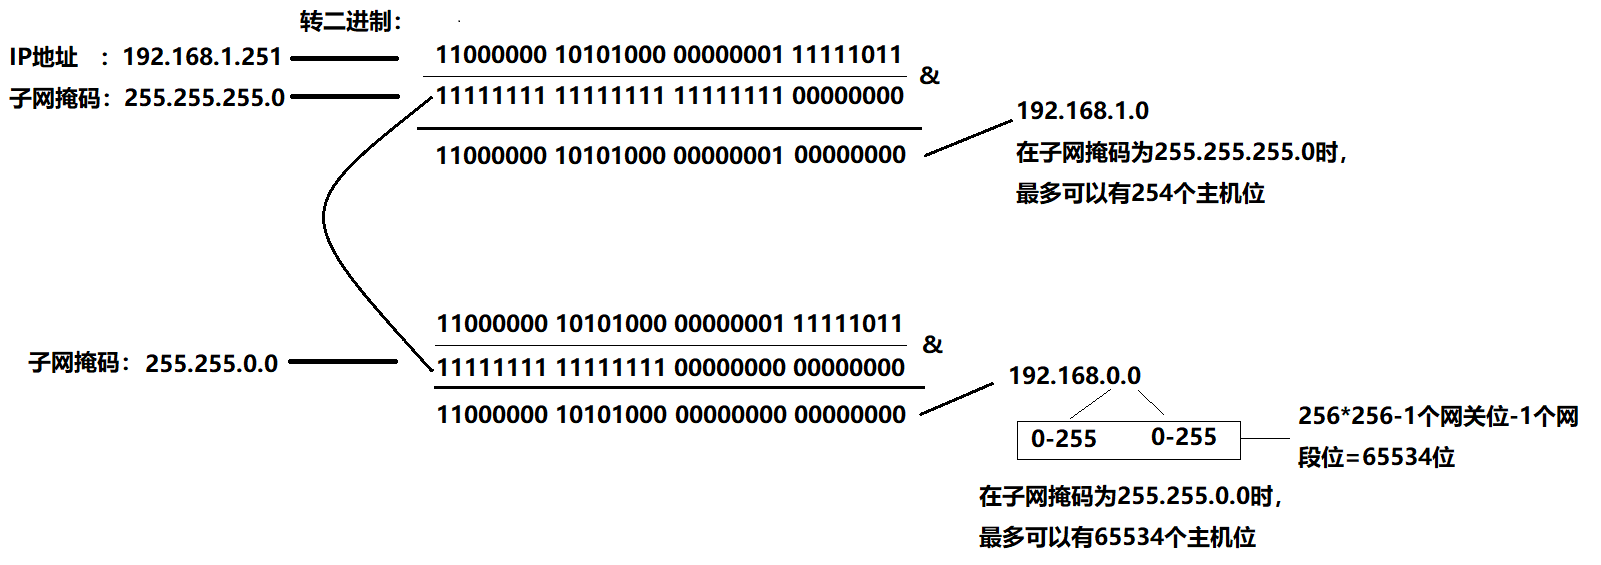 转二进制：
IP地址 ：192.168.1.251
11000000 10101000 00000001 11111011
&
子网掩码：255.255.255.0
11111111 11111111 11111111 00000000
11000000 10101000 00000001 00000000
192.168.1.0
在子网掩码为255.255.255.0时，
最多可以有254个主机位
11000000 10101000 00000001 11111011
&
子网掩码：255.255.0.0
11111111 11111111 00000000 00000000
11000000 10101000 00000000 00000000
192.168.0.0
0-255 0-255
256*256-1个网关位-1个网
段位=65534位
在子网掩码为255.255.0.0时，
最多可以有65534个主机位